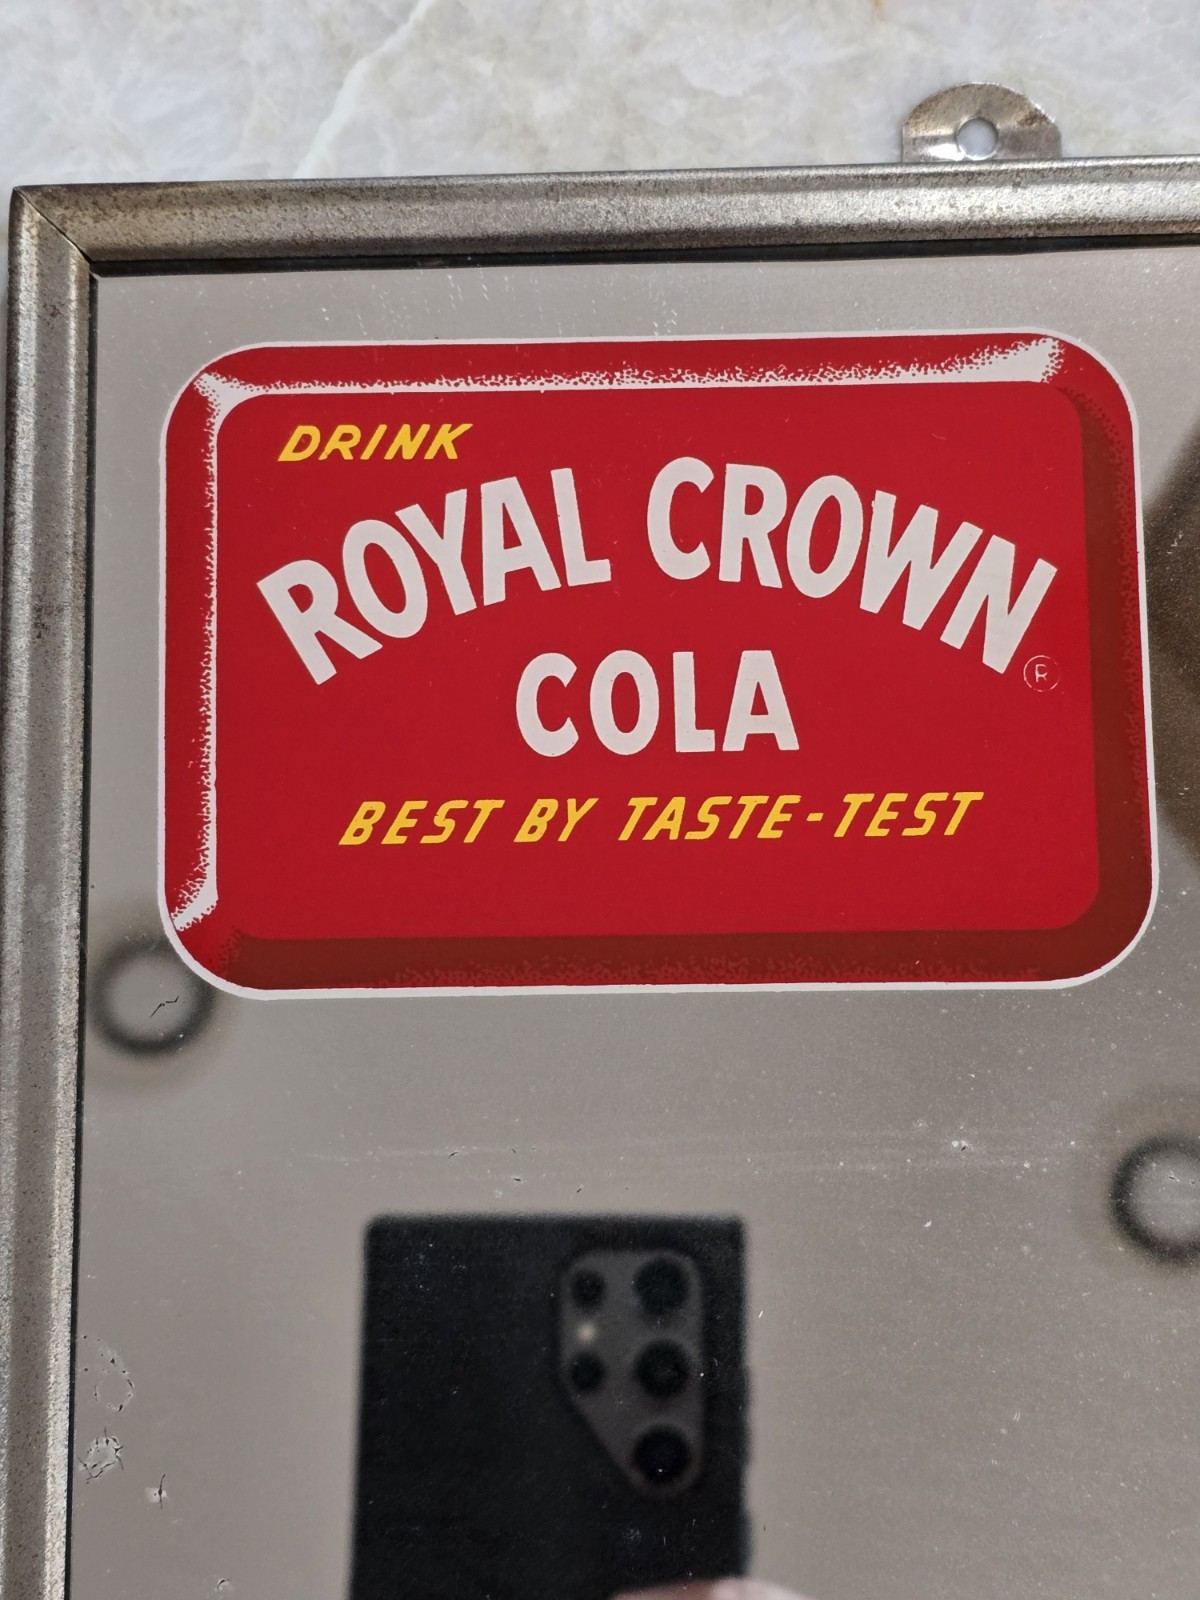 DRINK
ROYAL CROWN ®
COLA
BEST BY TASTE-TEST